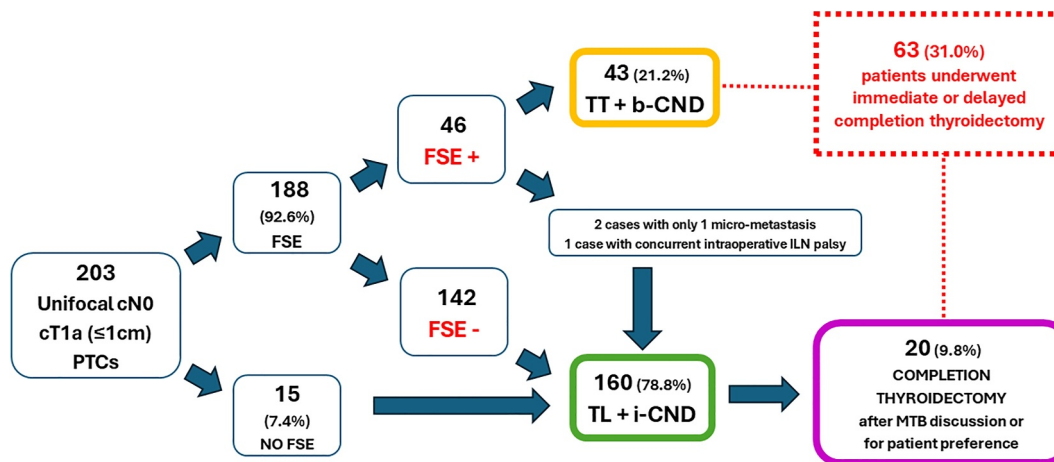 203
Unifocal cN0
cT1a (≤1cm)
PTCs
188
(92.6%)
FSE
15
(7.4%)
NO FSE
46
FSE +
142
FSE -
43 (21.2%)
TT + b-CND
2 cases with only 1 micro-metastasis
1 case with concurrent intraoperative ILN palsy
160 (78.8%)
TL + i-CND
63 (31.0%)
patients underwent
immediate or delayed
completion thyroidectomy
20 (9.8%)
COMPLETION
THYROIDECTOMY
after MTB discussion or
for patient preference